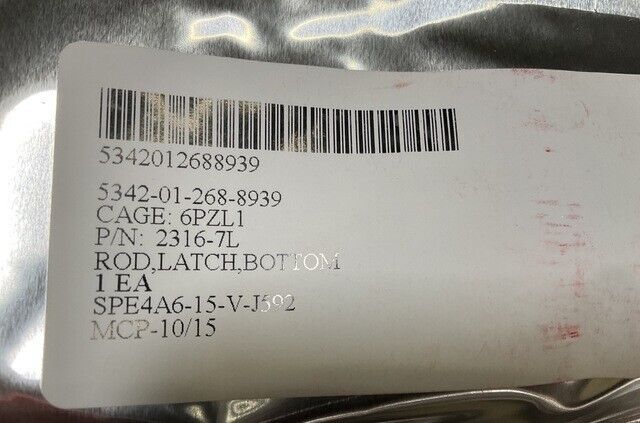 5342012688939
5342-01-268-8939
CAGE: 6PZL1
P/N: 2316-7L
ROD,LATCH,BOTTOM
1 EA
SPE4A6-15-V-J592
MCP-10/15